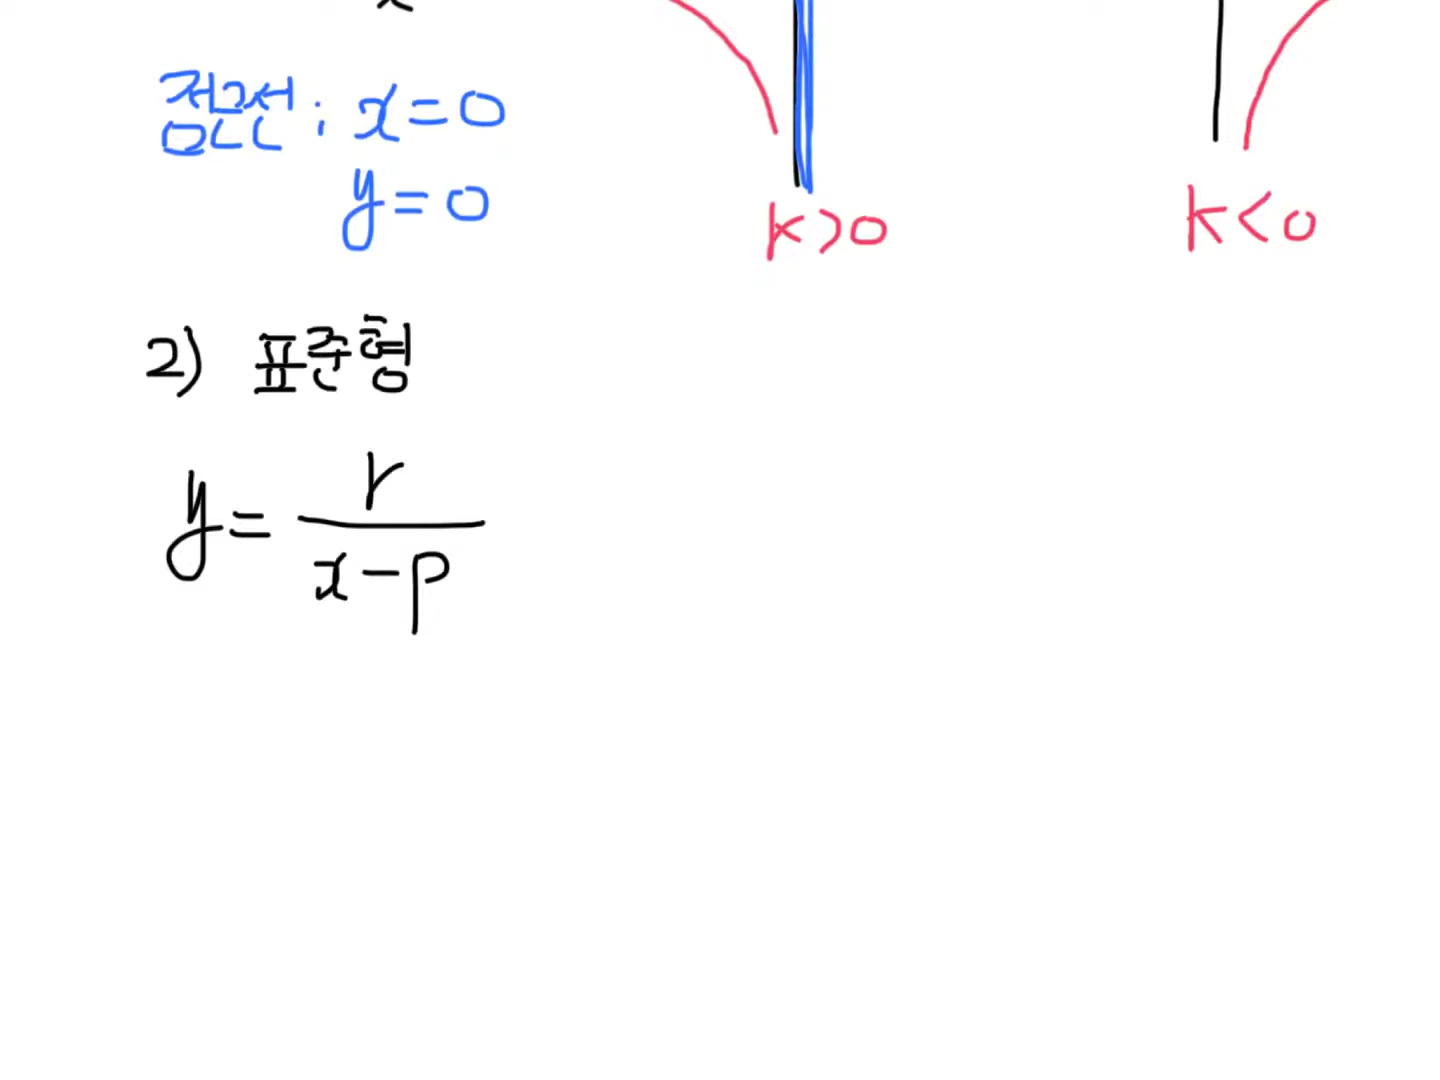 x
점근선 : x=0
y=0
k>0
k<0
2) 표준형
y= r/(x-p)